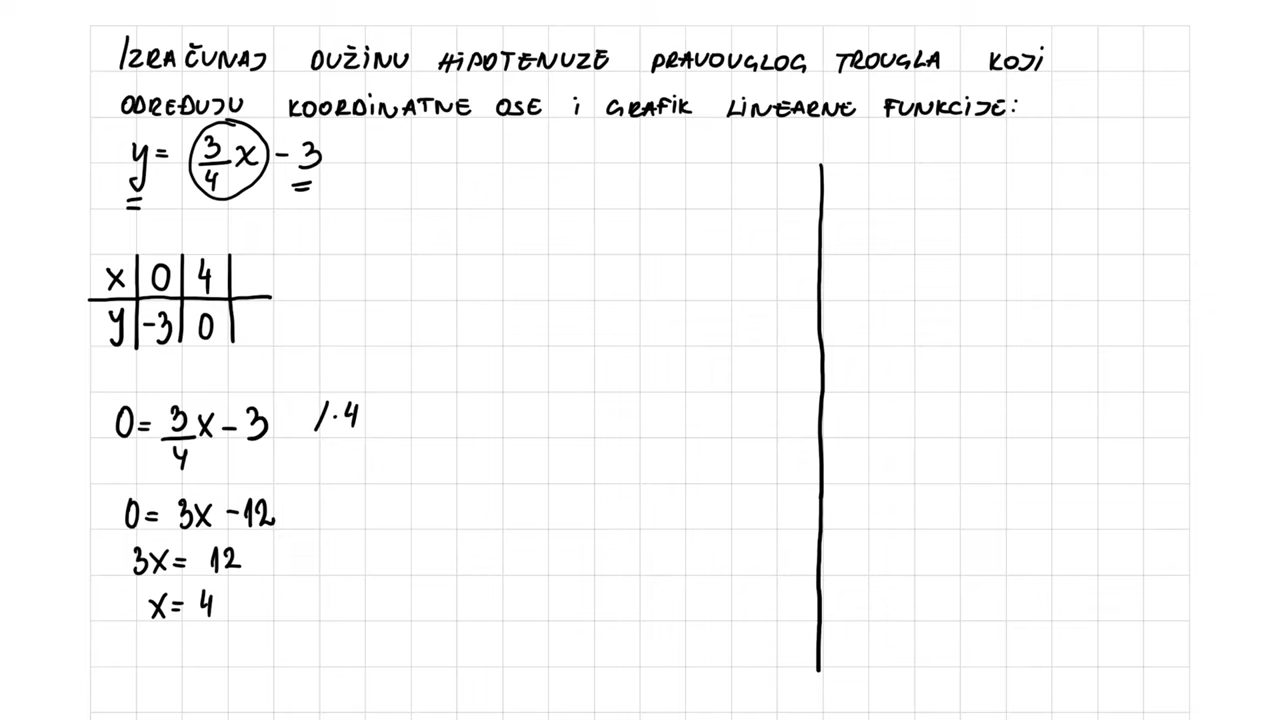 IZRAČUNAJ DUŽINU HIPOTENUZE PRAVOUGLOG TROUGLA KOJI
ODREĐUJU KOORDINATNE OSE I GRAFIK LINEARNE FUNKCIJE:
y = 3/4 x - 3
x | 0 | 4 |
y | -3 | 0 |
0 = 3/4 x - 3 / · 4
0 = 3x - 12
3x = 12
x = 4